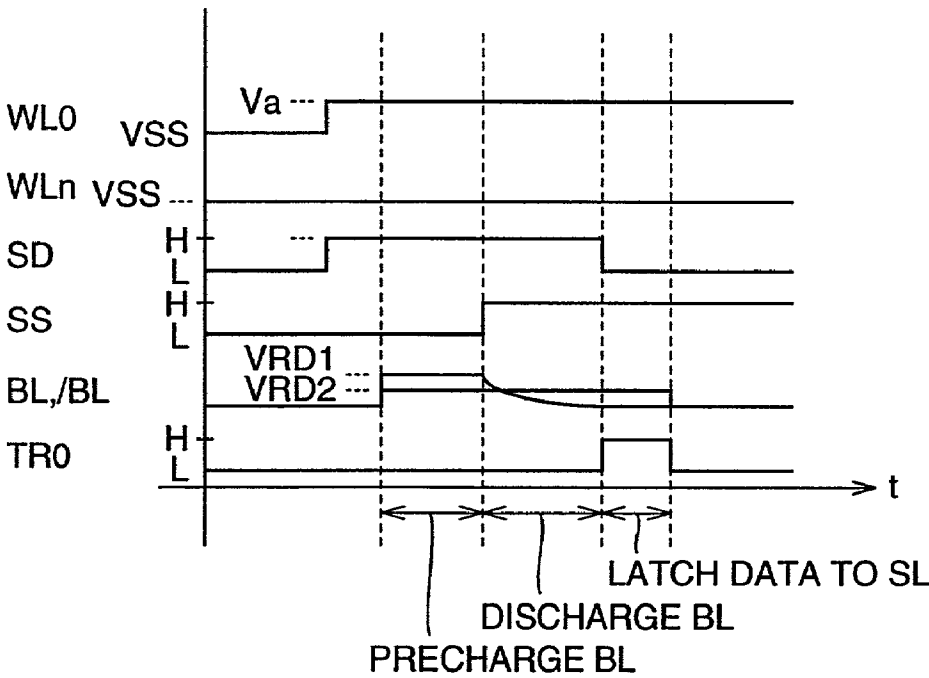 WL0 VSS Va ---
WLn VSS ---
SD H L ---
SS H L
BL,/BL VRD1 ---
VRD2 ---
TR0 H L
t
LATCH DATA TO SL
DISCHARGE BL
PRECHARGE BL